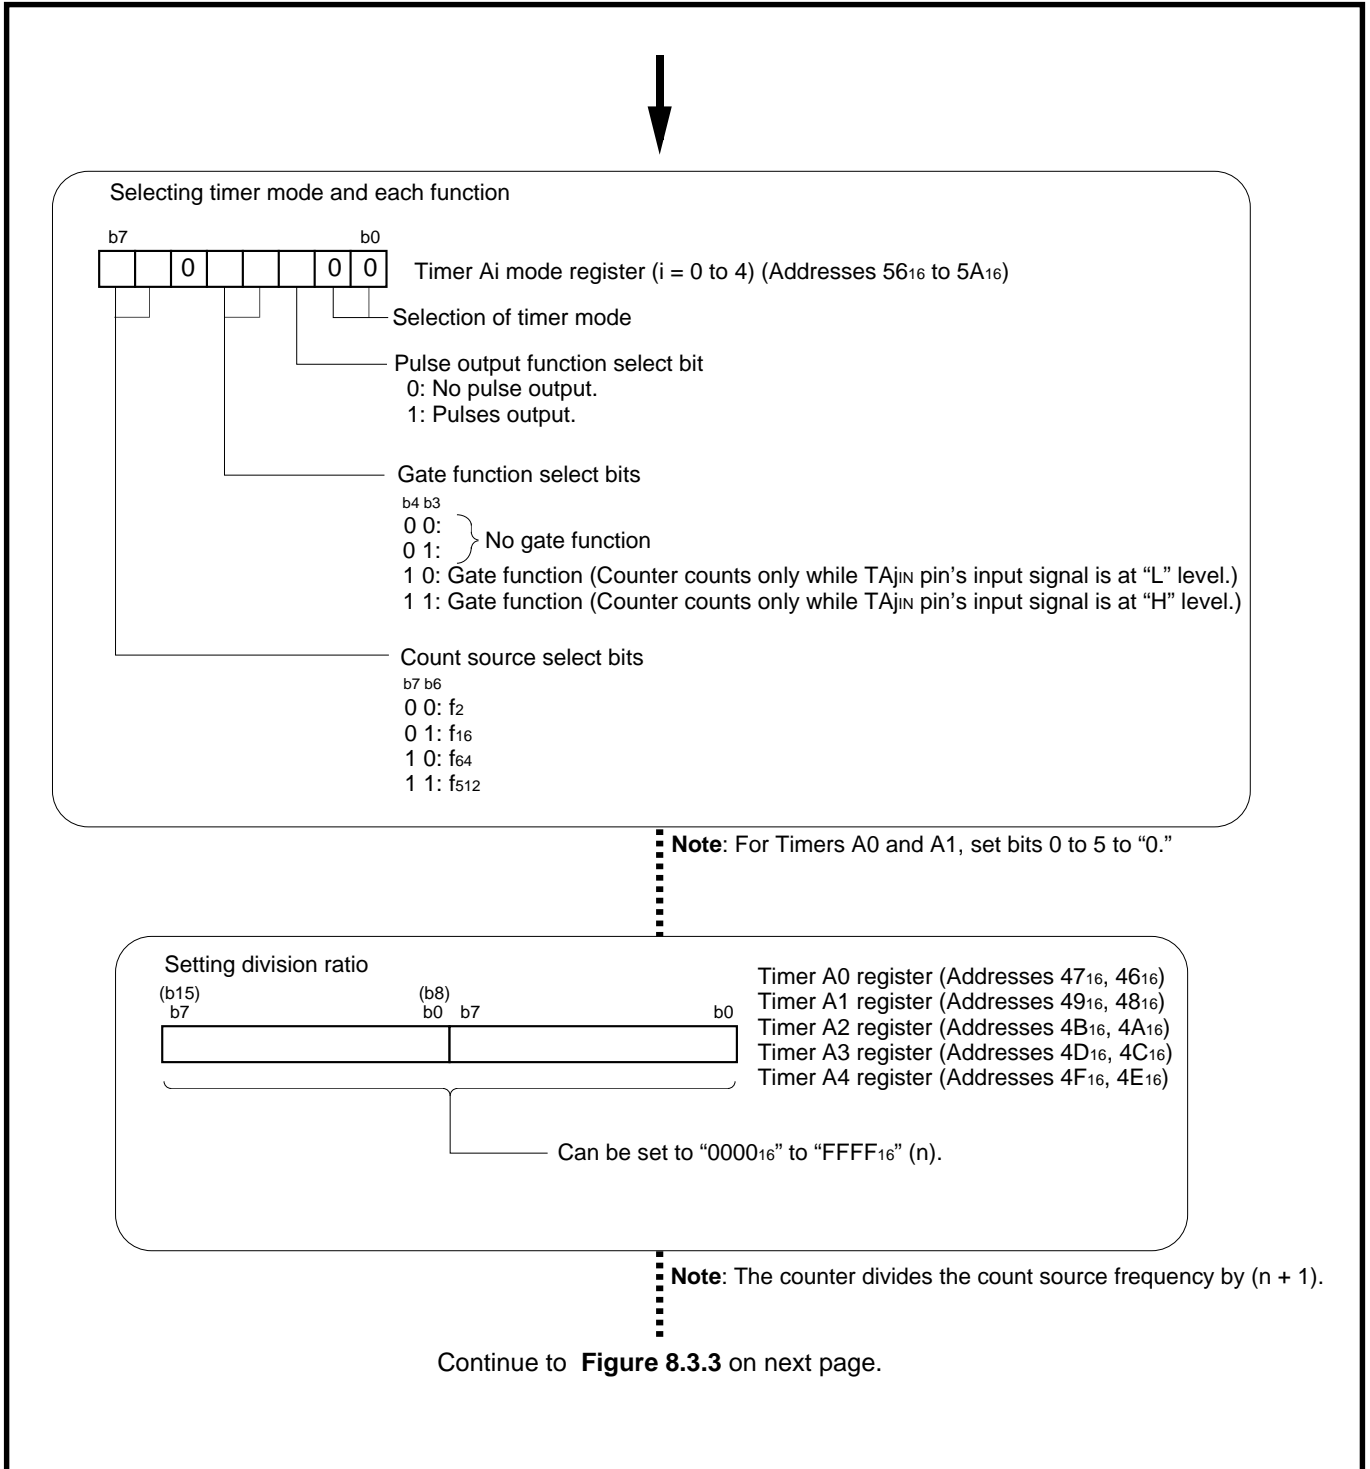 Selecting timer mode and each function
b7 b0
0 0 0 Timer Ai mode register (i = 0 to 4) (Addresses 5616 to 5A16)
Selection of timer mode
Pulse output function select bit
0: No pulse output.
1: Pulses output.
Gate function select bits
b4 b3
0 0:
0 1:
No gate function
1 0: Gate function (Counter counts only while TAjIN pin’s input signal is at “L” level.)
1 1: Gate function (Counter counts only while TAjIN pin’s input signal is at “H” level.)
Count source select bits
b7 b6
0 0: f2
0 1: f16
1 0: f64
1 1: f512
Note: For Timers A0 and A1, set bits 0 to 5 to “0.”
Setting division ratio
(b15) (b8)
b7 b0 b7 b0
Timer A0 register (Addresses 4716, 4616)
Timer A1 register (Addresses 4916, 4816)
Timer A2 register (Addresses 4B16, 4A16)
Timer A3 register (Addresses 4D16, 4C16)
Timer A4 register (Addresses 4F16, 4E16)
Can be set to “000016” to “FFFF16” (n).
Note: The counter divides the count source frequency by (n + 1).
Continue to Figure 8.3.3 on next page.